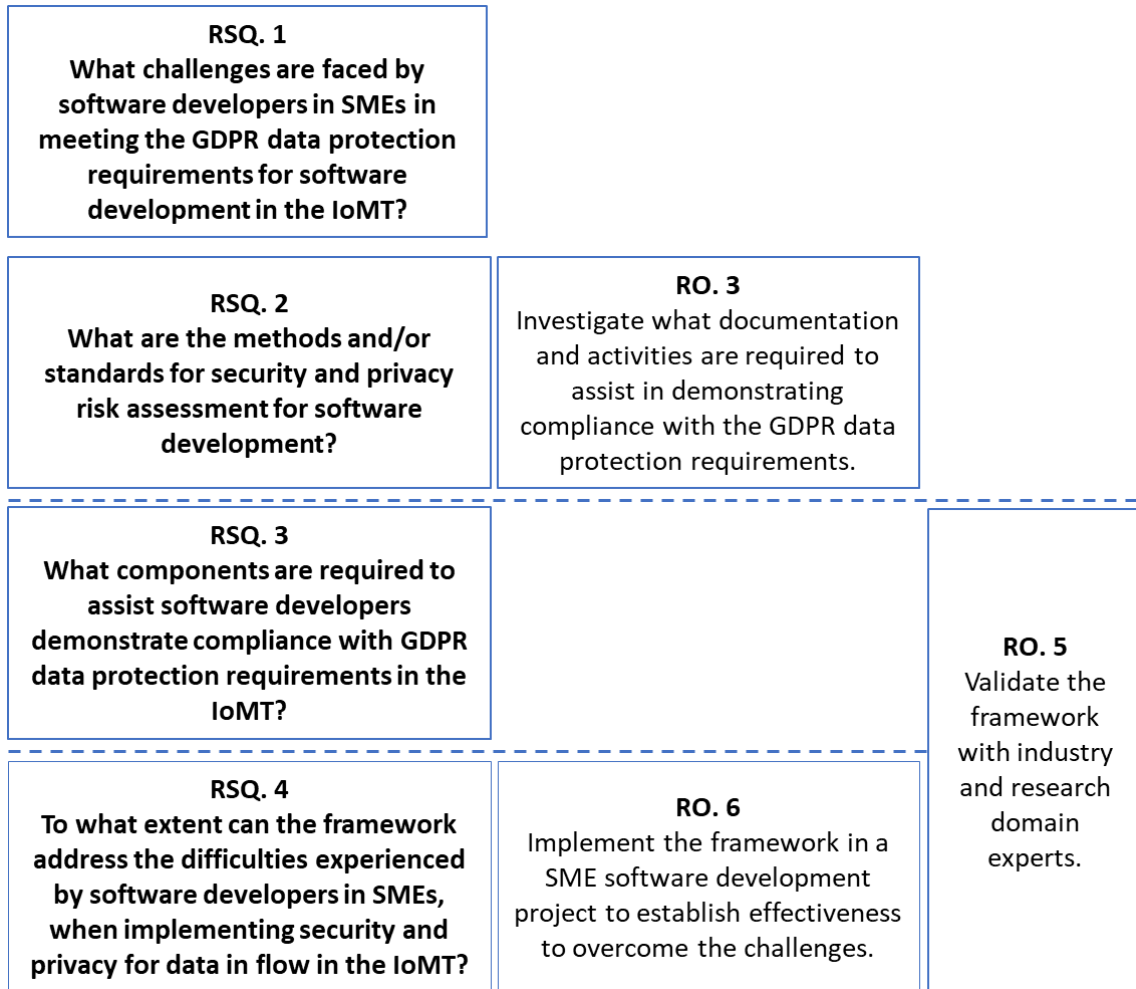 RSQ. 1
What challenges are faced by
software developers in SMEs in
meeting the GDPR data protection
requirements for software
development in the IoMT?
RSQ. 2
What are the methods and/or
standards for security and privacy
risk assessment for software
development?
RO. 3
Investigate what documentation
and activities are required to
assist in demonstrating
compliance with the GDPR data
protection requirements.
RSQ. 3
What components are required to
assist software developers
demonstrate compliance with GDPR
data protection requirements in the
IoMT?
RSQ. 4
To what extent can the framework
address the difficulties experienced
by software developers in SMEs,
when implementing security and
privacy for data in flow in the IoMT?
RO. 6
Implement the framework in a
SME software development
project to establish effectiveness
to overcome the challenges.
RO. 5
Validate the
framework
with industry
and research
domain
experts.